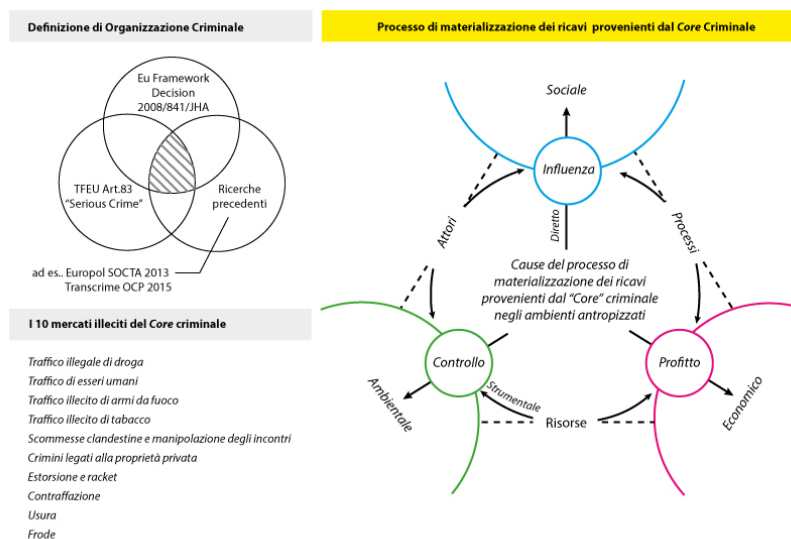 Definizione di Organizzazione Criminale
Eu Framework
Decision
2008/841/JHA
TFEU Art.83
“Serious Crime”
Ricerche
precedenti
ad es.. Europol SOCTA 2013
Transcrime OCP 2015
I 10 mercati illeciti del Core criminale
Traffico illegale di droga
Traffico di esseri umani
Traffico illecito di armi da fuoco
Traffico illecito di tabacco
Scommesse clandestine e manipolazione degli incontri
Crimini legati alla proprietà privata
Estorsione e racket
Contraffazione
Usura
Frode
Processo di materializzazione dei ricavi provenienti dal Core Criminale
Sociale
Influenza
Diretto
Attori
Processi
Cause del processo di
materializzazione dei ricavi
provenienti dal “Core” criminale
negli ambienti antropizzati
Controllo
Profitto
Ambientale
Strumentale
Risorse
Economico